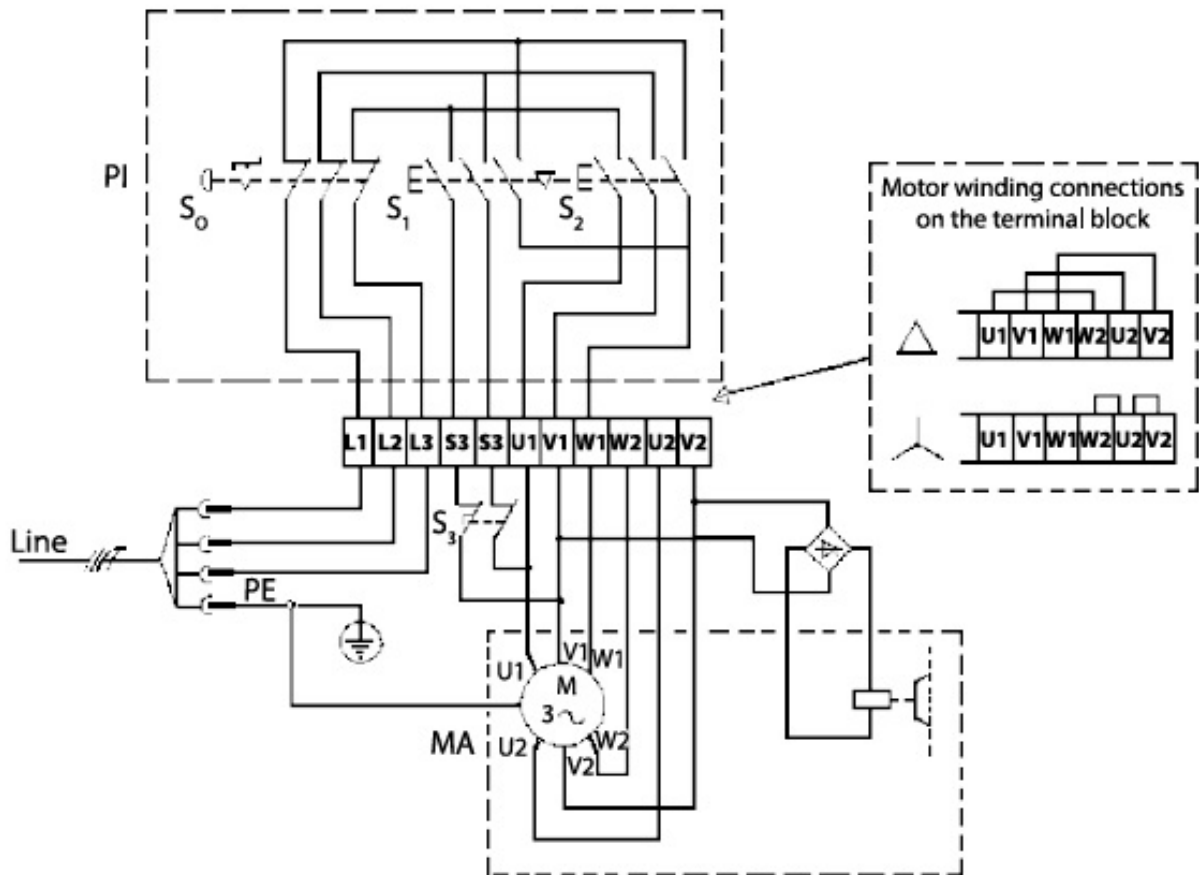 PI
S0
S1
S2
Motor winding connections
on the terminal block
U1 V1 W1 W2 U2 V2
U1 V1 W1 W2 U2 V2
L1 L2 L3 S3 S3 U1 V1 W1 W2 U2 V2
S3
Line
PE
U1 V1 W1
M
3~
MA
U2 V2 W2